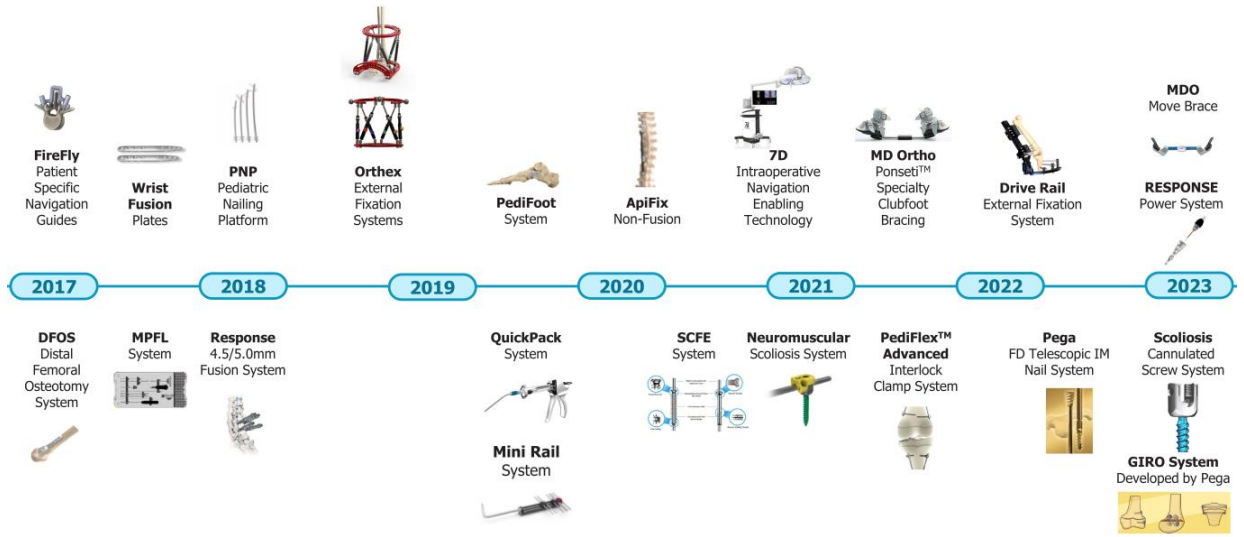 FireFly
Patient
Specific
Navigation
Guides
Wrist
Fusion
Plates
PNP
Pediatric
Nailing
Platform
Orthex
External
Fixation
Systems
PediFoot
System
ApiFix
Non-Fusion
7D
Intraoperative
Navigation
Enabling
Technology
MD Ortho
Ponseti™
Specialty
Clubfoot
Bracing
Drive Rail
External Fixation
System
MDO
Move Brace
RESPONSE
Power System
2017
2018
2019
2020
2021
2022
2023
DFOS
Distal
Femoral
Osteotomy
System
MPFL
System
Response
4.5/5.0mm
Fusion System
QuickPack
System
Mini Rail
System
SCFE
System
Neuromuscular
Scoliosis System
PediFlex™
Advanced
Interlock
Clamp System
Pega
FD Telescopic IM
Nail System
Scoliosis
Cannulated
Screw System
GIRO System
Developed by Pega